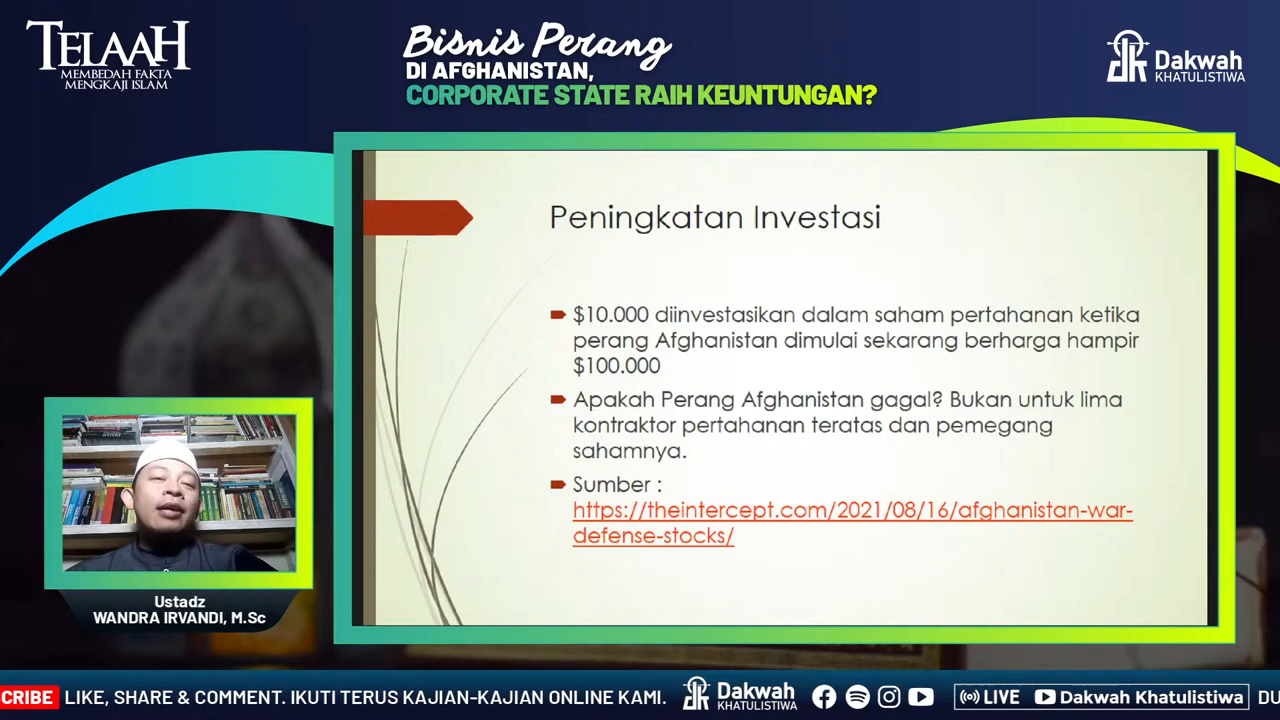 TELAAH
MEMBEDAH FAKTA
MENGKAJI ISLAM
Bisnis Perang
DI AFGHANISTAN,
CORPORATE STATE RAIH KEUNTUNGAN?
Dakwah
KHATULISTIWA
Peningkatan Investasi
$10.000 diinvestasikan dalam saham pertahanan ketika
perang Afghanistan dimulai sekarang berharga hampir
$100.000
Apakah Perang Afghanistan gagal? Bukan untuk lima
kontraktor pertahanan teratas dan pemegang
sahamnya.
Sumber :
https://theintercept.com/2021/08/16/afghanistan-war-
defense-stocks/
Ustadz
WANDRA IRVANDI, M.Sc
SCRIBE LIKE, SHARE & COMMENT. IKUTI TERUS KAJIAN-KAJIAN ONLINE KAMI.
Dakwah
KHATULISTIWA
LIVE Dakwah Khatulistiwa
DU